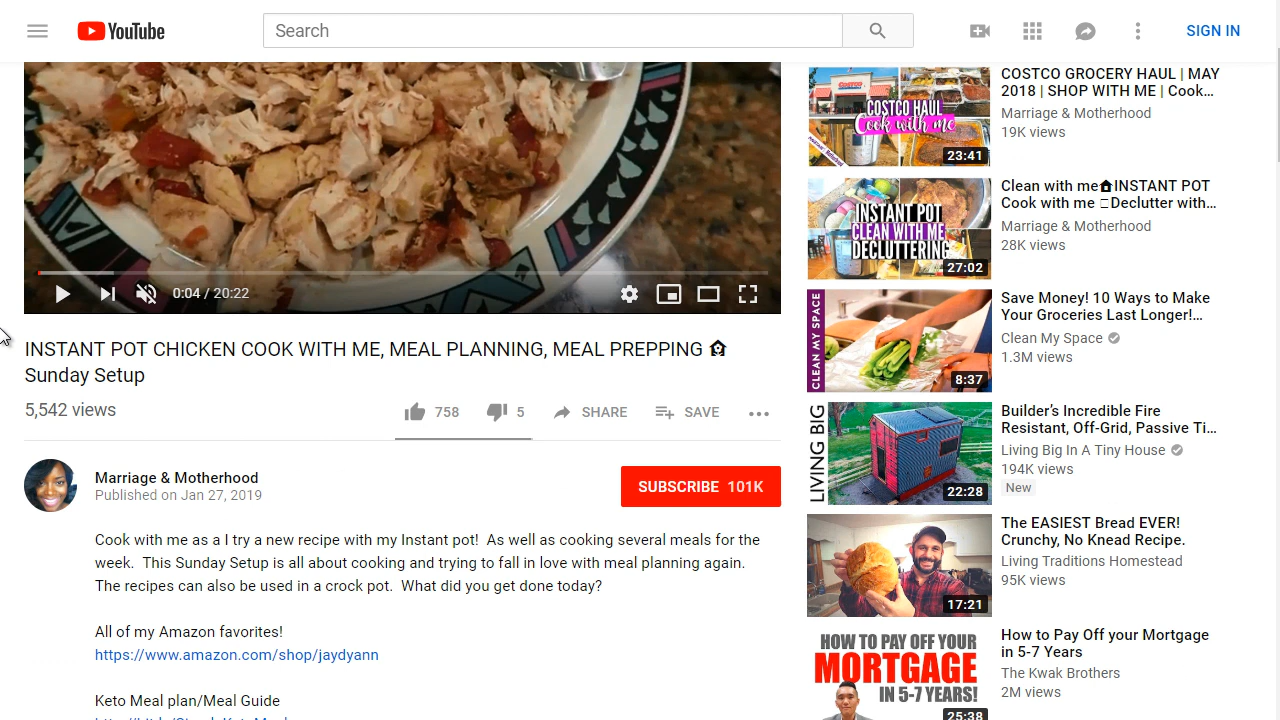 YouTube
Search
SIGN IN
0:04 / 20:22
INSTANT POT CHICKEN COOK WITH ME, MEAL PLANNING, MEAL PREPPING
Sunday Setup
5,542 views
758
5
SHARE
SAVE
Marriage & Motherhood
Published on Jan 27, 2019
SUBSCRIBE 101K
Cook with me as a I try a new recipe with my Instant pot!  As well as cooking several meals for the
week.  This Sunday Setup is all about cooking and trying to fall in love with meal planning again.
The recipes can also be used in a crock pot.  What did you get done today?
All of my Amazon favorites!
https://www.amazon.com/shop/jaydyann
Keto Meal plan/Meal Guide
COSTCO HAUL
Cook with me
23:41
COSTCO GROCERY HAUL | MAY
2018 | SHOP WITH ME | Cook...
Marriage & Motherhood
19K views
INSTANT POT
CLEAN WITH ME
DECLUTTERING
27:02
Clean with me INSTANT POT
Cook with me Declutter with...
Marriage & Motherhood
28K views
CLEAN MY SPACE
8:37
Save Money! 10 Ways to Make
Your Groceries Last Longer!...
Clean My Space
1.3M views
LIVING BIG
22:28
Builder's Incredible Fire
Resistant, Off-Grid, Passive Ti...
Living Big In A Tiny House
194K views
New
17:21
The EASIEST Bread EVER!
Crunchy, No Knead Recipe.
Living Traditions Homestead
95K views
HOW TO PAY OFF YOUR
MORTGAGE
IN 5-7 YEARS!
25:38
How to Pay Off your Mortgage
in 5-7 Years
The Kwak Brothers
2M views